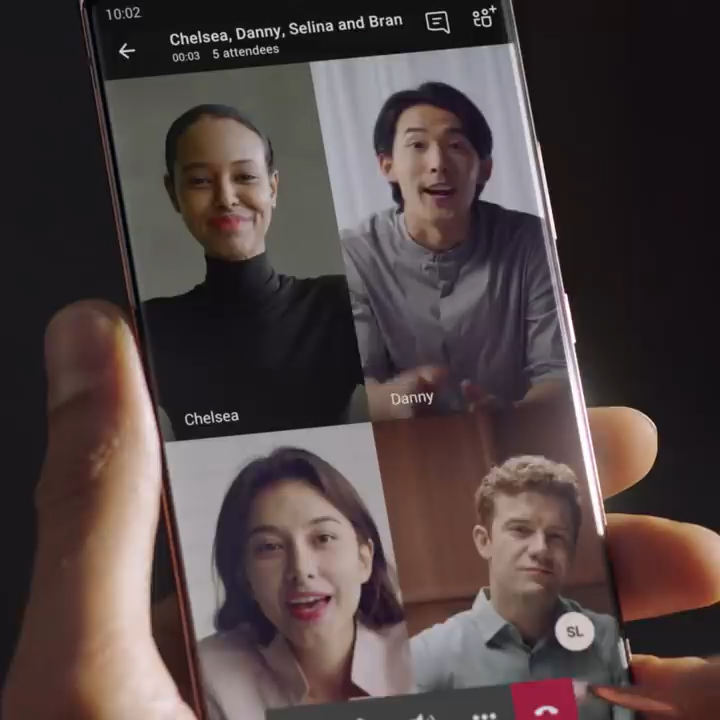 10:02
Chelsea, Danny, Selina and Bran
00:03 5 attendees
Chelsea
Danny
SL